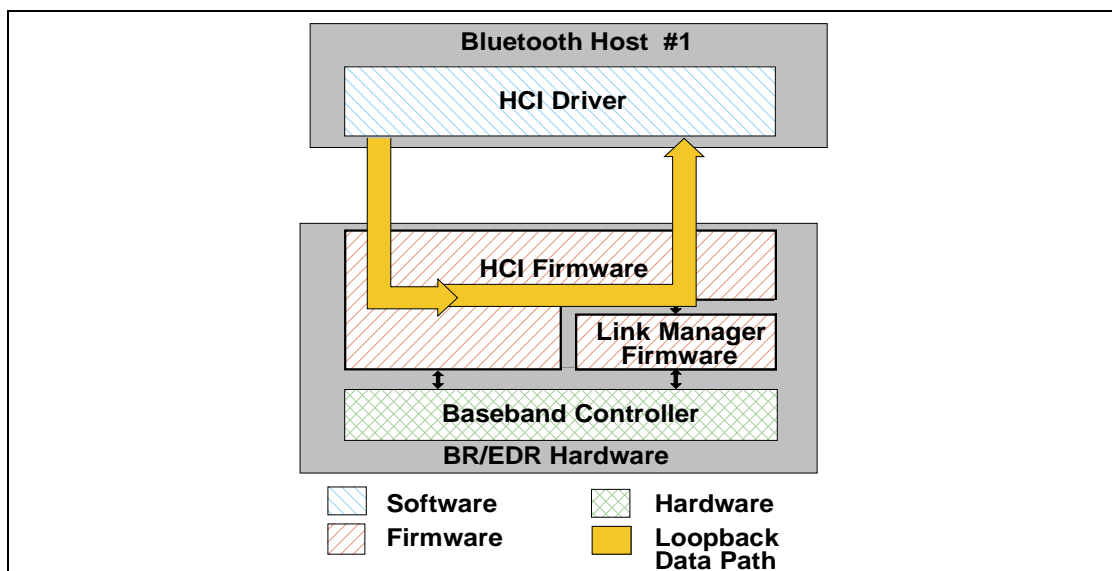 Bluetooth Host  #1
HCI Driver
HCI Firmware
Link Manager
Firmware
Baseband Controller
BR/EDR Hardware
Software
Hardware
Firmware
Loopback
Data Path